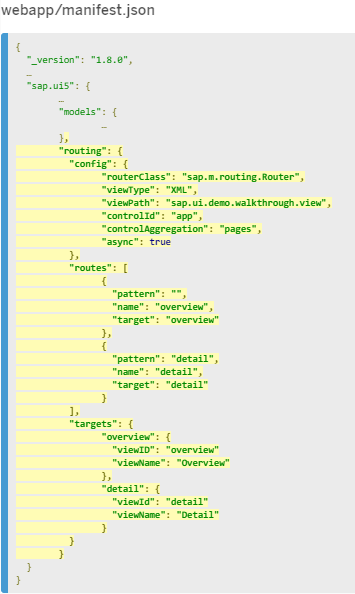 webapp/manifest.json
{
"_version": "1.8.0",
…
"sap.ui5": {
…
"models": {
…
},
"routing": {
"config": {
"routerClass": "sap.m.routing.Router",
"viewType": "XML",
"viewPath": "sap.ui.demo.walkthrough.view",
"controlId": "app",
"controlAggregation": "pages",
"async": true
},
"routes": [
{
"pattern": "",
"name": "overview",
"target": "overview"
},
{
"pattern": "detail",
"name": "detail",
"target": "detail"
}
],
"targets": {
"overview": {
"viewID": "overview"
"viewName": "Overview"
},
"detail": {
"viewId": "detail"
"viewName": "Detail"
}
}
}
}
}